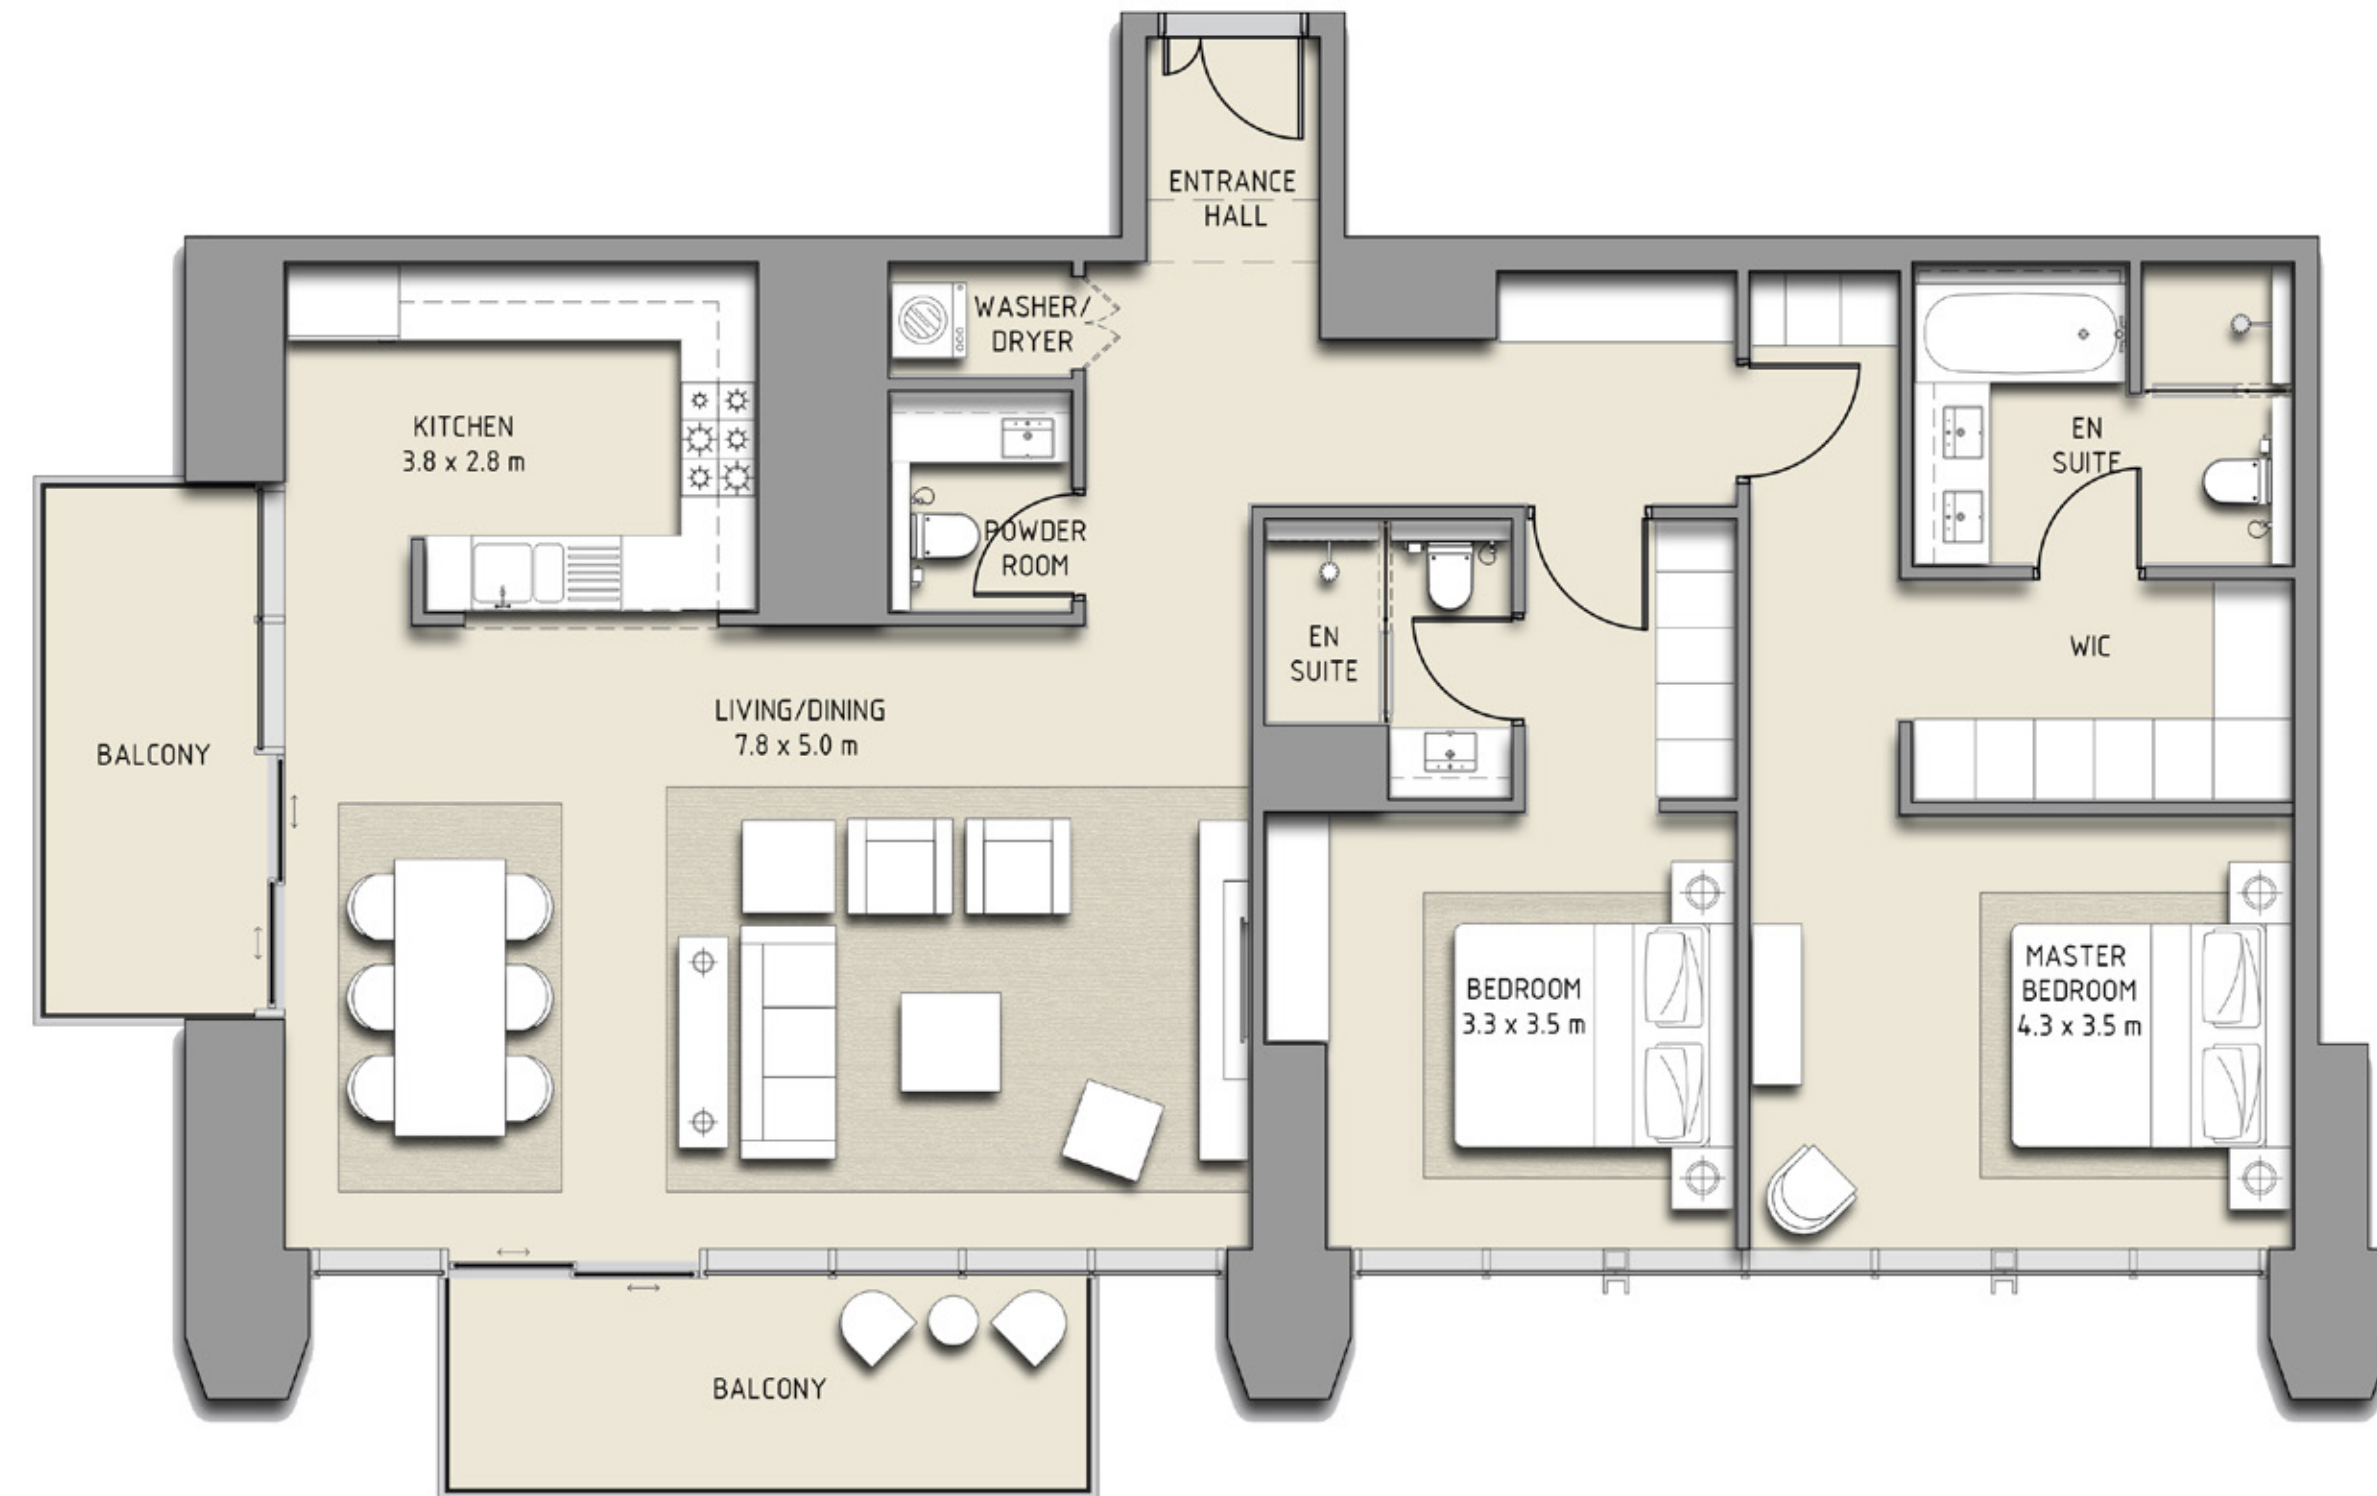 ENTRANCE
HALL
WASHER/
DRYER
KITCHEN
3.8 x 2.8 m
EN
SUITE
POWDER
ROOM
EN
SUITE
WIC
LIVING/DINING
7.8 x 5.0 m
BALCONY
BEDROOM
3.3 x 3.5 m
MASTER
BEDROOM
4.3 x 3.5 m
BALCONY